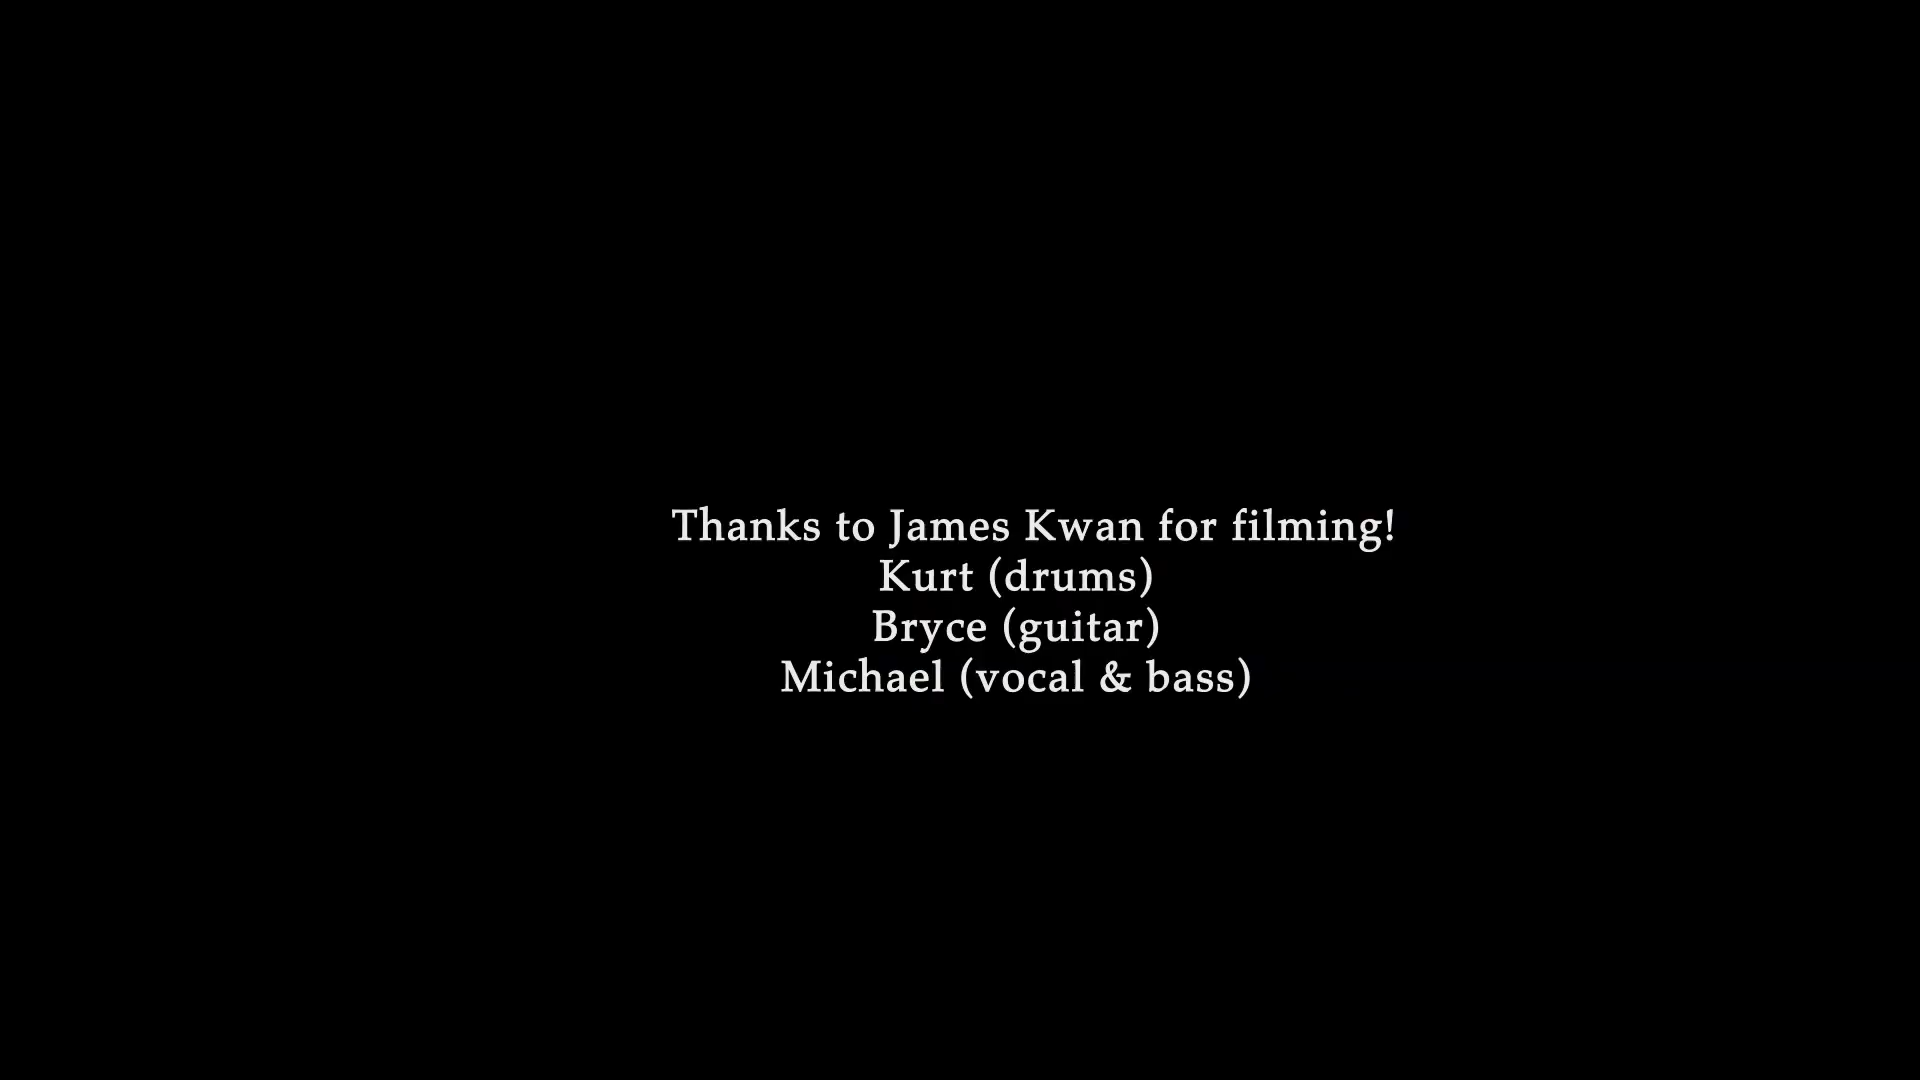 Thanks to James Kwan for filming!
Kurt (drums)
Bryce (guitar)
Michael (vocal & bass)